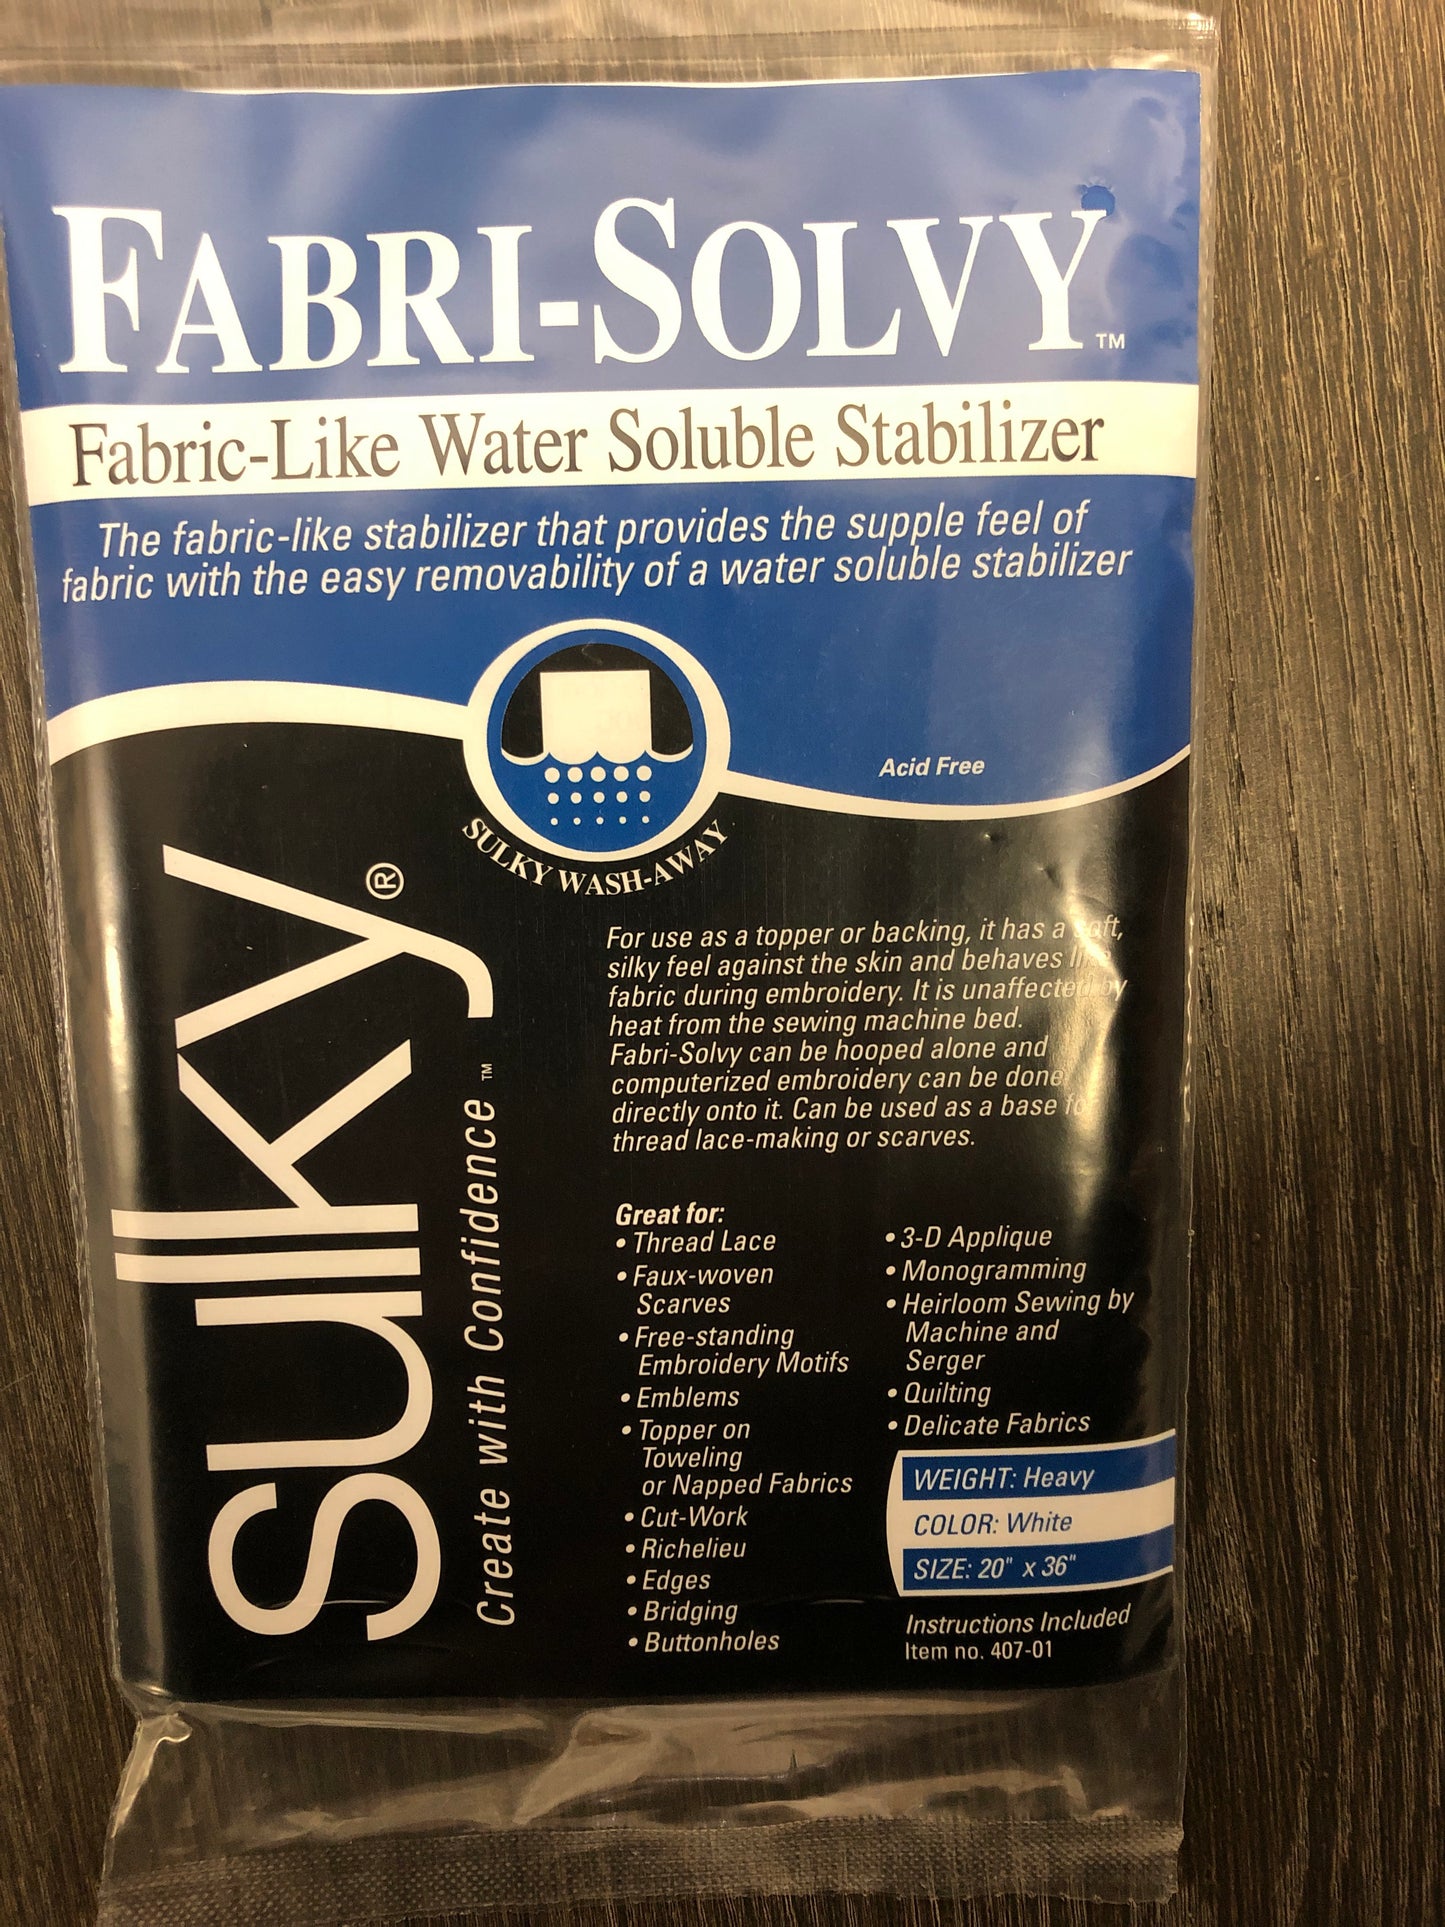 FABRI-SOLVY™
Fabric-Like Water Soluble Stabilizer
The fabric-like stabilizer that provides the supple feel of
fabric with the easy removability of a water soluble stabilizer
SULKY WASH-AWAY
Acid Free
sulky®
Create with Confidence™
For use as a topper or backing, it has a soft,
silky feel against the skin and behaves like
fabric during embroidery. It is unaffected by
heat from the sewing machine bed.
Fabri-Solvy can be hooped alone and
computerized embroidery can be done
directly onto it. Can be used as a base for
thread lace-making or scarves.
Great for:
• Thread Lace
• Faux-woven
Scarves
• Free-standing
Embroidery Motifs
• Emblems
• Topper on
Toweling
or Napped Fabrics
• Cut-Work
• Richelieu
• Edges
• Bridging
• Buttonholes
• 3-D Applique
• Monogramming
• Heirloom Sewing by
Machine and
Serger
• Quilting
• Delicate Fabrics
WEIGHT: Heavy
COLOR: White
SIZE: 20" x 36"
Instructions Included
Item no. 407-01